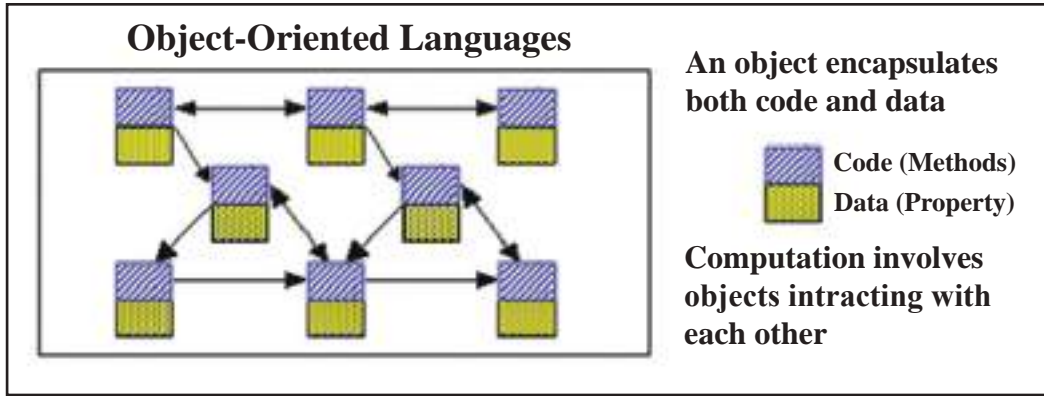 Object-Oriented Languages
An object encapsulates
both code and data
Code (Methods)
Data (Property)
Computation involves
objects intracting with
each other